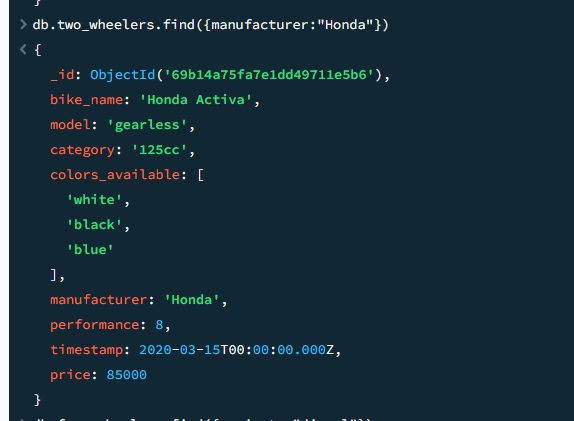 }
> db.two_wheelers.find({manufacturer:"Honda"})
< {
_id: ObjectId('69b14a75fa7e1dd49711e5b6'),
bike_name: 'Honda Activa',
model: 'gearless',
category: '125cc',
colors_available: [
'white',
'black',
'blue'
],
manufacturer: 'Honda',
performance: 8,
timestamp: 2020-03-15T00:00:00.000Z,
price: 85000
}